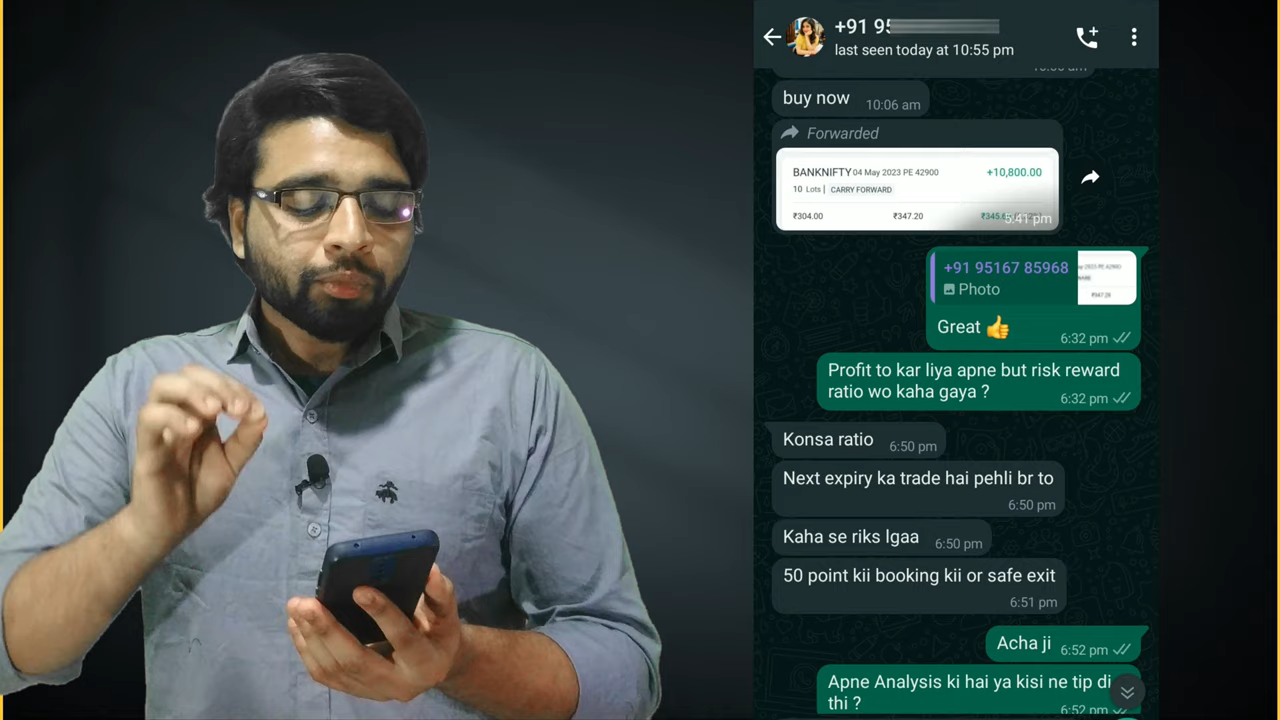 +91 95
last seen today at 10:55 pm
buy now 10:06 am
Forwarded
BANKNIFTY 04 May 2023 PE 42900 +10,800.00
10 Lots | CARRY FORWARD
₹304.00 ₹347.20
5:41 pm
+91 95167 85968
Photo
₹347.20
Great 👍
6:32 pm
Profit to kar liya apne but risk reward
ratio wo kaha gaya ?
6:32 pm
Konsa ratio 6:50 pm
Next expiry ka trade hai pehli br to
6:50 pm
Kaha se riks lgaa 6:50 pm
50 point kii booking kii or safe exit
6:51 pm
Acha ji 6:52 pm
Apne Analysis ki hai ya kisi ne tip di
thi ?
6:52 pm